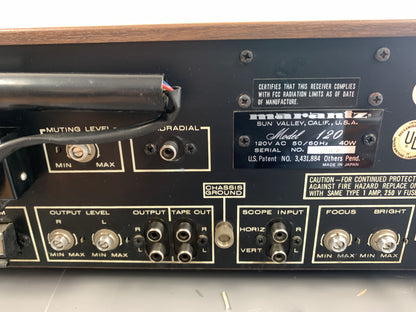 CERTIFIES THAT THIS RECEIVER COMPLIES
WITH FCC RADIATION LIMITS AS OF DATE
OF MANUFACTURE.
marantz
SUN VALLEY, CALIF., U.S.A.
Model 120
120V AC 50/60Hz 40W
SERIAL NO.
U.S. Patent NO. 3,431,884 Others Pend.
MADE IN JAPAN
UL
MUTING LEVEL
MIN MAX
QUADRADIAL
CAUTION—FOR CONTINUED PROTECT
AGAINST FIRE HAZARD REPLACE O
WITH SAME TYPE 1 AMP, 250 V FUS
CHASSIS
GROUND
OUTPUT LEVEL
R L
MIN MAX MIN MAX
OUTPUT
R
L
TAPE OUT
R
L
SCOPE INPUT
HORIZ R
VERT L
FOCUS
MIN MAX
BRIGHT
MIN MAX